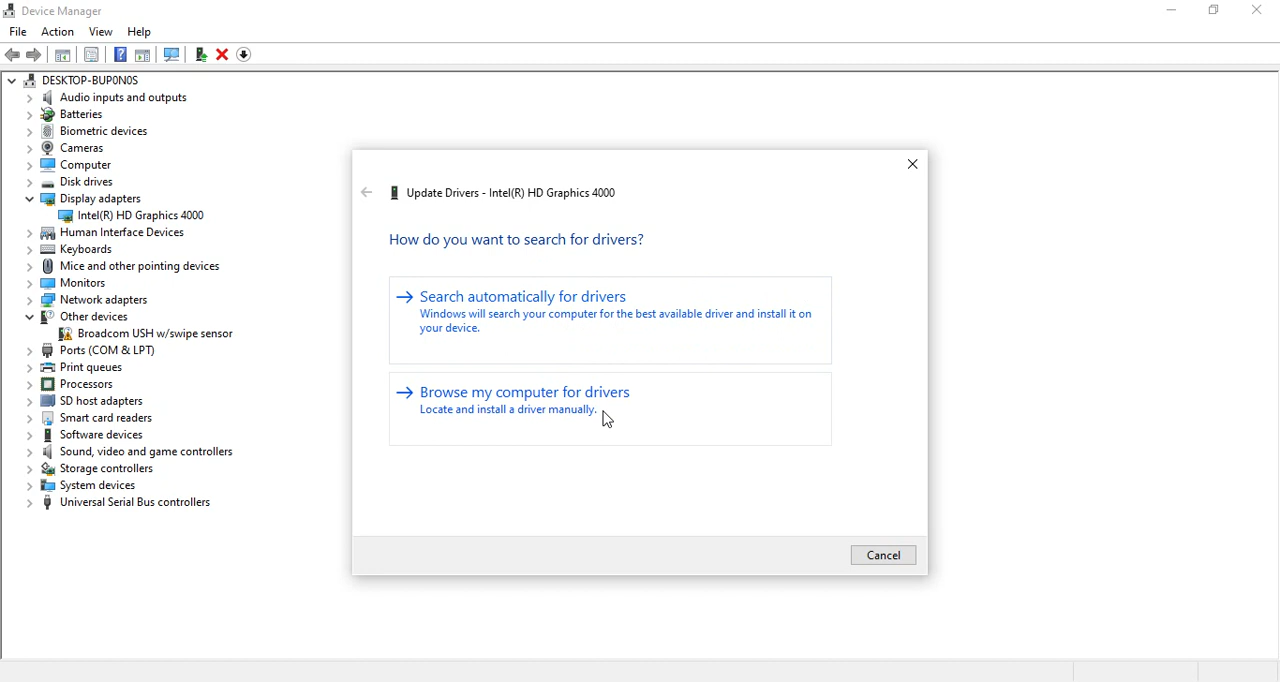 Device Manager
File Action View Help
DESKTOP-BUP0N0S
Audio inputs and outputs
Batteries
Biometric devices
Cameras
Computer
Disk drives
Display adapters
Intel(R) HD Graphics 4000
Human Interface Devices
Keyboards
Mice and other pointing devices
Monitors
Network adapters
Other devices
Broadcom USH w/swipe sensor
Ports (COM & LPT)
Print queues
Processors
SD host adapters
Smart card readers
Software devices
Sound, video and game controllers
Storage controllers
System devices
Universal Serial Bus controllers
Update Drivers - Intel(R) HD Graphics 4000
How do you want to search for drivers?
Search automatically for drivers
Windows will search your computer for the best available driver and install it on
your device.
Browse my computer for drivers
Locate and install a driver manually.
Cancel